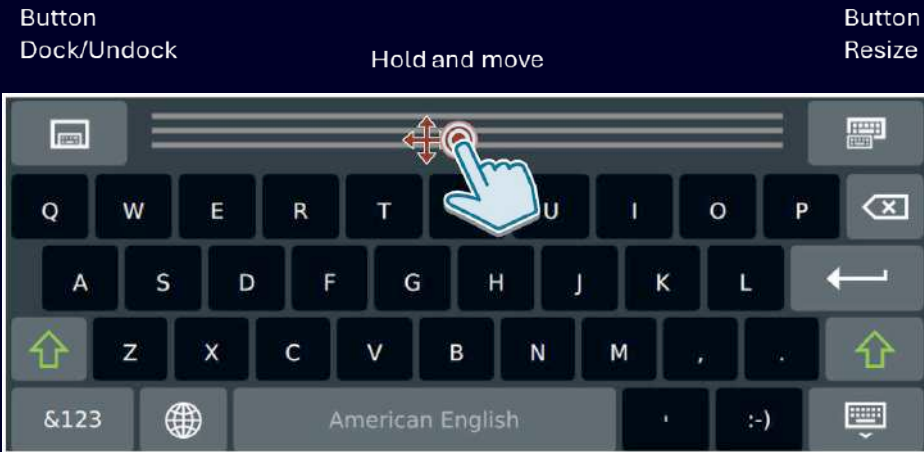 Button
Dock/Undock
Hold and move
Button
Resize
Q W E R T U I O P
A S D F G H J K L
Z X C V B N M , .
&123 American English ' :-)